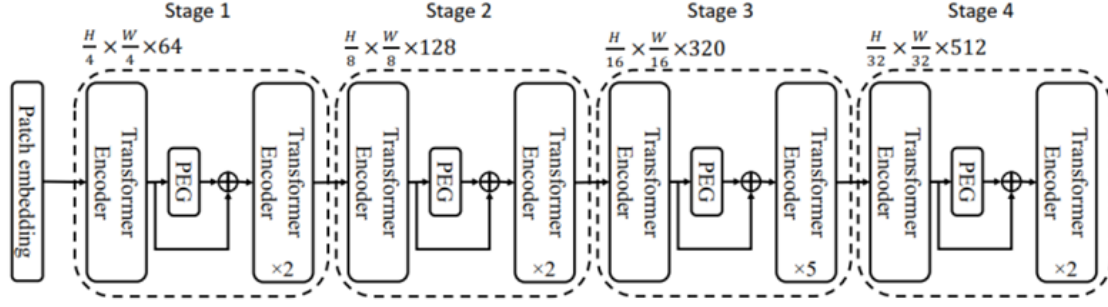 Stage 1
Stage 2
Stage 3
Stage 4
H/4 × W/4 ×64
H/8 × W/8 ×128
H/16 × W/16 ×320
H/32 × W/32 ×512
Patch embedding
Transformer
Encoder
PEG
Transformer
Encoder
×2
Transformer
Encoder
PEG
Transformer
Encoder
×2
Transformer
Encoder
PEG
Transformer
Encoder
×5
Transformer
Encoder
PEG
Transformer
Encoder
×2